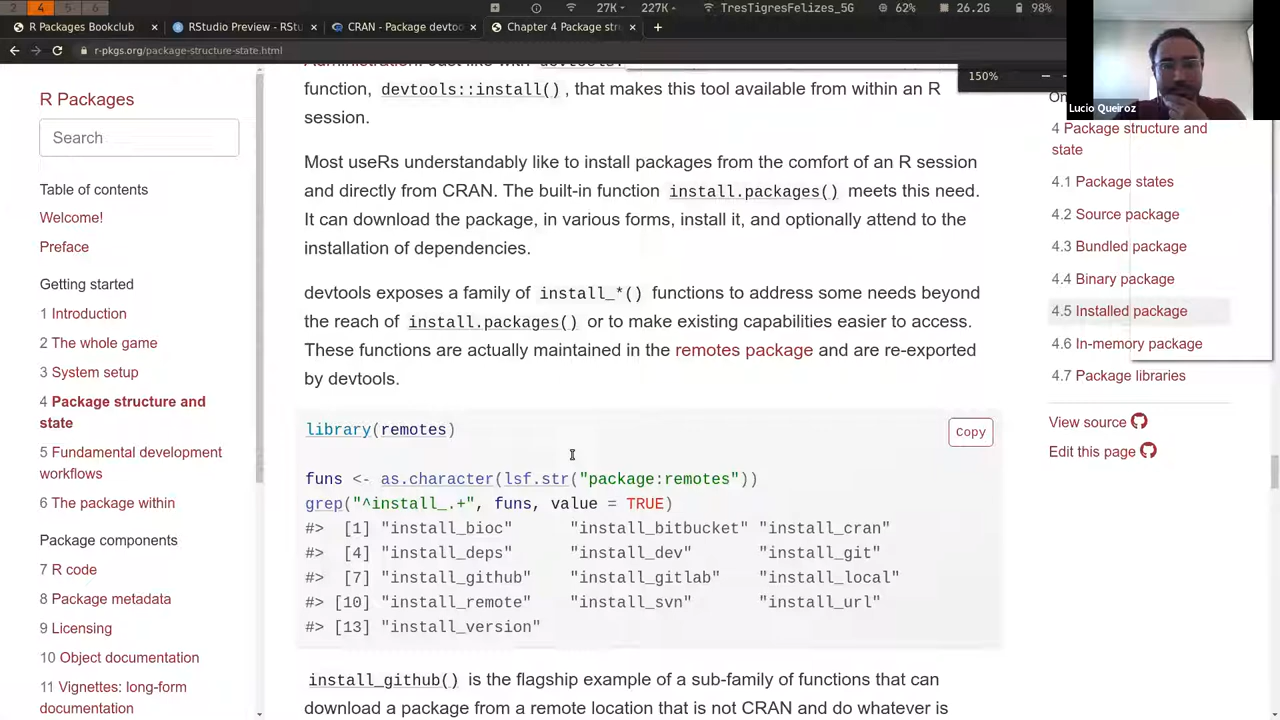 2 4 5 6 27K 227K TresTigresFelizes_5G 62% 26.2G 98%
R Packages Bookclub RStudio Preview - RSt CRAN - Package devtoo Chapter 4 Package str
r-pkgs.org/package-structure-state.html
150%
Lucio Queiroz
R Packages
Search
Table of contents
Welcome!
Preface
Getting started
1 Introduction
2 The whole game
3 System setup
4 Package structure and
state
5 Fundamental development
workflows
6 The package within
Package components
7 R code
8 Package metadata
9 Licensing
10 Object documentation
11 Vignettes: long-form
documentation
function, devtools::install(), that makes this tool available from within an R
session.
Most useRs understandably like to install packages from the comfort of an R session
and directly from CRAN. The built-in function install.packages() meets this need.
It can download the package, in various forms, install it, and optionally attend to the
installation of dependencies.
devtools exposes a family of install_*() functions to address some needs beyond
the reach of install.packages() or to make existing capabilities easier to access.
These functions are actually maintained in the remotes package and are re-exported
by devtools.
library(remotes)
Copy
funs <- as.character(lsf.str("package:remotes"))
grep("^install_.+", funs, value = TRUE)
#> [1] "install_bioc" "install_bitbucket" "install_cran"
#> [4] "install_deps" "install_dev" "install_git"
#> [7] "install_github" "install_gitlab" "install_local"
#> [10] "install_remote" "install_svn" "install_url"
#> [13] "install_version"
install_github() is the flagship example of a sub-family of functions that can
download a package from a remote location that is not CRAN and do whatever is
4 Package structure and
state
4.1 Package states
4.2 Source package
4.3 Bundled package
4.4 Binary package
4.5 Installed package
4.6 In-memory package
4.7 Package libraries
View source
Edit this page